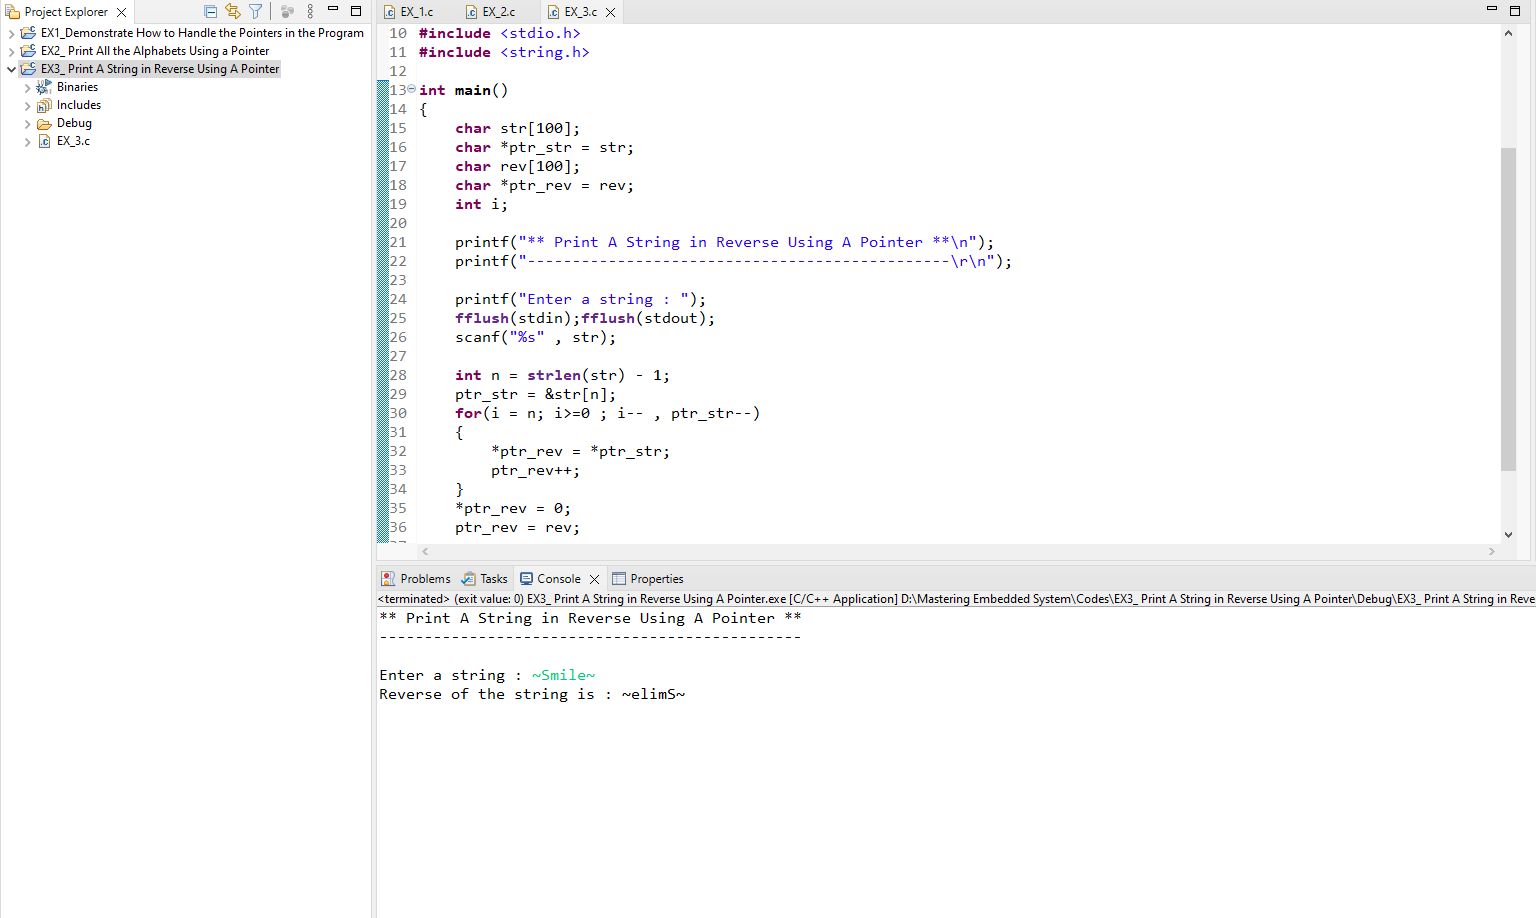 Project Explorer
EX1_Demonstrate How to Handle the Pointers in the Program
EX2_ Print All the Alphabets Using a Pointer
EX3_ Print A String in Reverse Using A Pointer
Binaries
Includes
Debug
EX_3.c
EX_1.c EX_2.c EX_3.c
10 #include <stdio.h>
11 #include <string.h>
12
13 int main()
14 {
15 char str[100];
16 char *ptr_str = str;
17 char rev[100];
18 char *ptr_rev = rev;
19 int i;
20
21 printf("** Print A String in Reverse Using A Pointer **\n");
22 printf("-----------------------------------------------\r\n");
23
24 printf("Enter a string : ");
25 fflush(stdin);fflush(stdout);
26 scanf("%s" , str);
27
28 int n = strlen(str) - 1;
29 ptr_str = &str[n];
30 for(i = n; i>=0 ; i-- , ptr_str--)
31 {
32 *ptr_rev = *ptr_str;
33 ptr_rev++;
34 }
35 *ptr_rev = 0;
36 ptr_rev = rev;
Problems Tasks Console Properties
<terminated> (exit value: 0) EX3_ Print A String in Reverse Using A Pointer.exe [C/C++ Application] D:\Mastering Embedded System\Codes\EX3_ Print A String in Reverse Using A Pointer\Debug\EX3_ Print A String in Reve
** Print A String in Reverse Using A Pointer **
-----------------------------------------------
Enter a string : ~Smile~
Reverse of the string is : ~elimS~